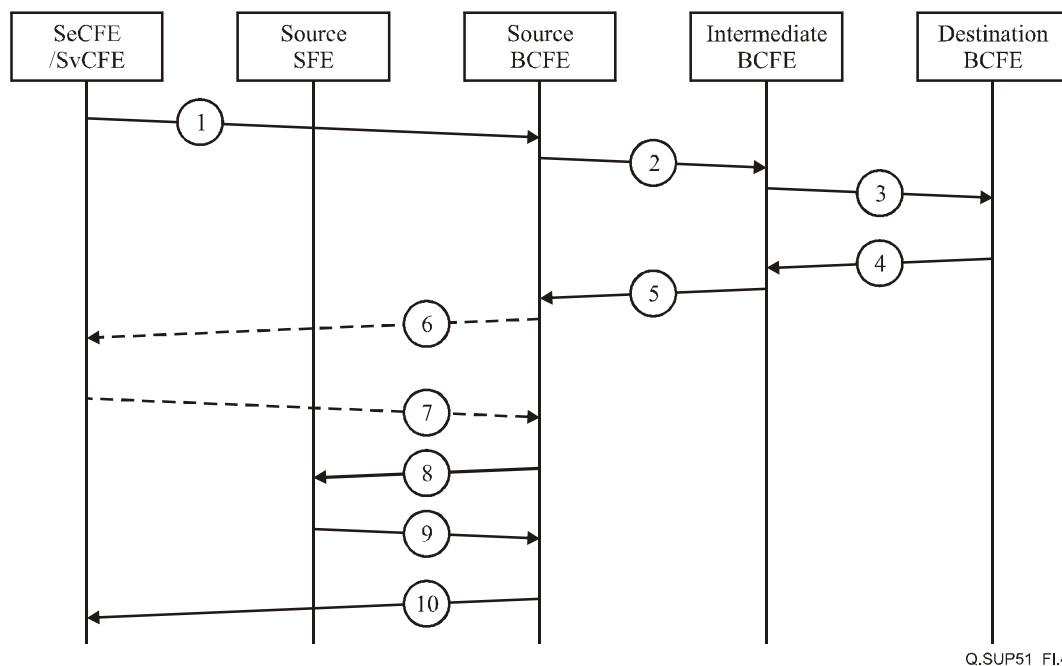 SeCFE
/SvCFE
Source
SFE
Source
BCFE
Intermediate
BCFE
Destination
BCFE
1
2
3
4
5
6
7
8
9
10